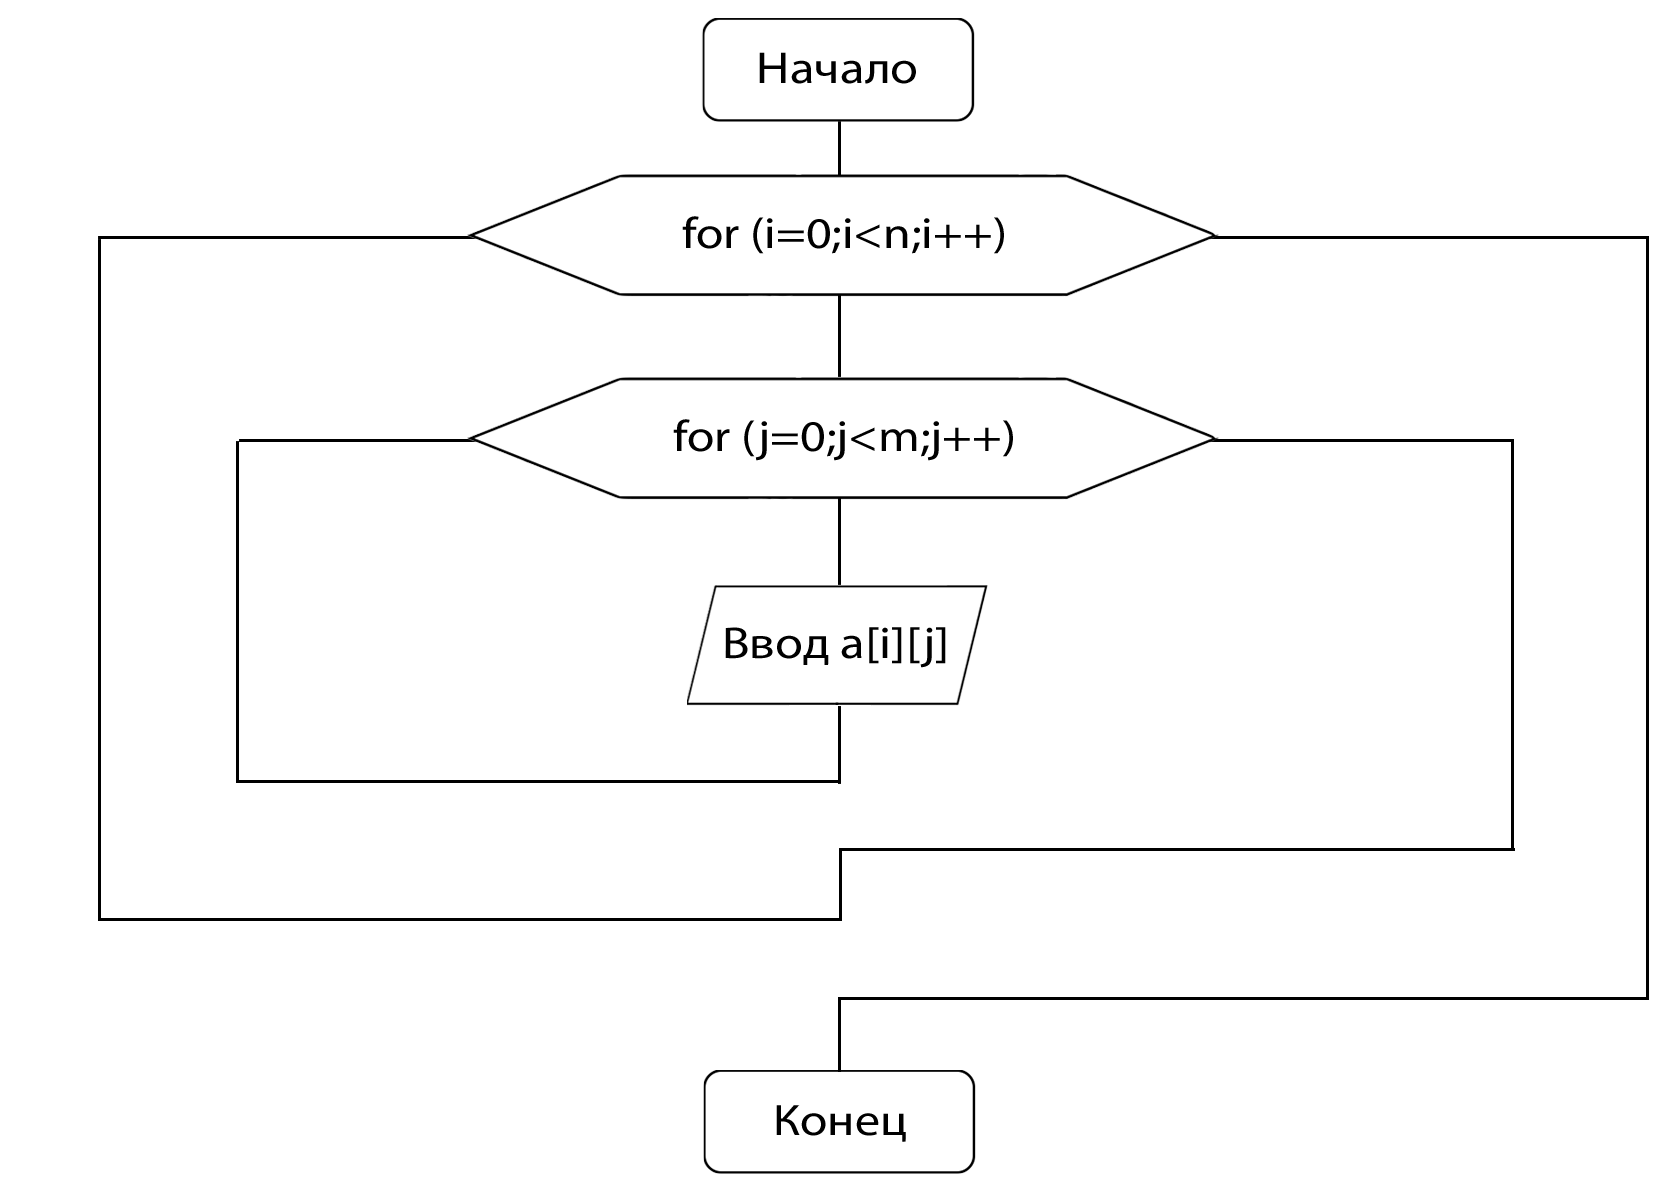 Начало
for (i=0;i<n;i++)
for (j=0;j<m;j++)
Ввод a[i][j]
Конец